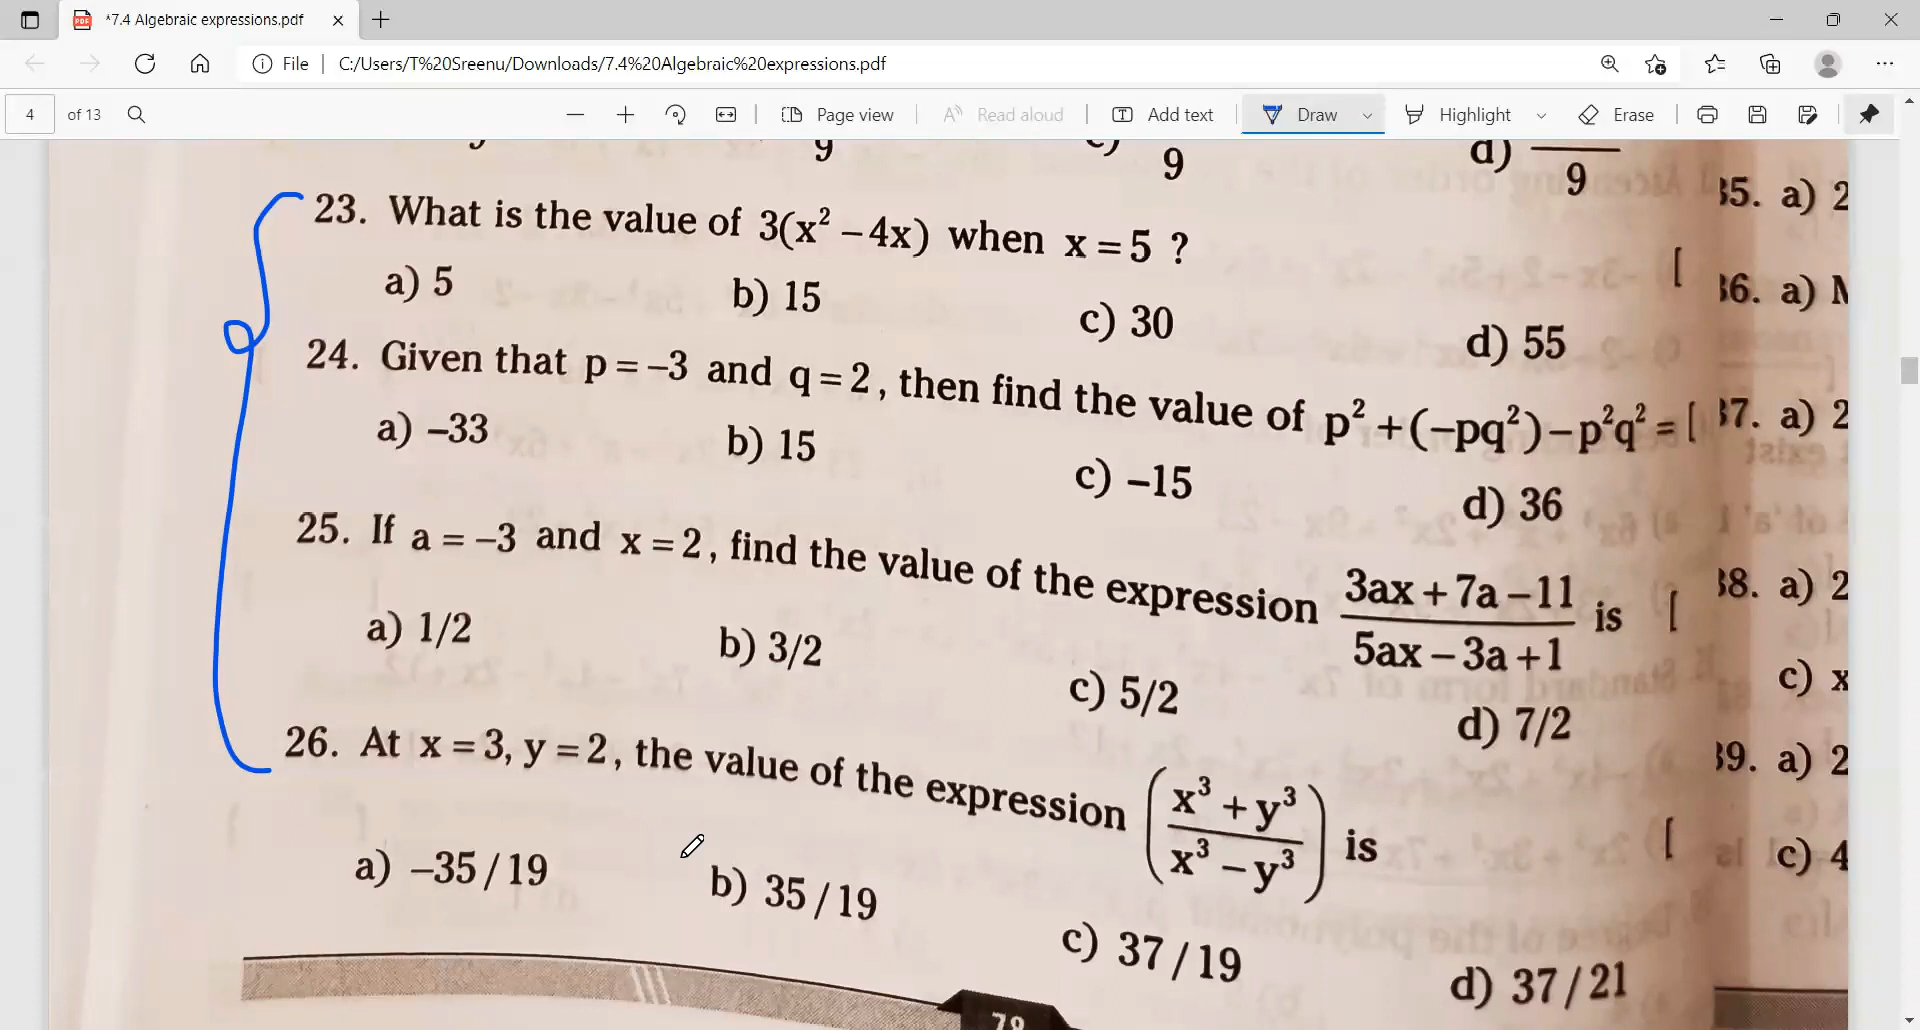 *7.4 Algebraic expressions.pdf
File C:/Users/T%20Sreenu/Downloads/7.4%20Algebraic%20expressions.pdf
4 of 13 Page view Read aloud Add text Draw Highlight Erase
9 9 d) 9
23. What is the value of 3(x² – 4x) when x = 5 ? [
a) 5 b) 15 c) 30 d) 55
24. Given that p = –3 and q = 2, then find the value of p² + (–pq²) – p²q² = [
a) –33 b) 15 c) –15 d) 36
25. If a = –3 and x = 2, find the value of the expression (3ax + 7a – 11)/(5ax – 3a + 1) is [
a) 1/2 b) 3/2 c) 5/2 d) 7/2
26. At x = 3, y = 2, the value of the expression ((x³ + y³)/(x³ – y³)) is [
a) –35 / 19 b) 35 / 19 c) 37 / 19 d) 37 / 21
35. a) 2
36. a)
37. a) 2
38. a) 2
c) x
39. a) 2
c) 4